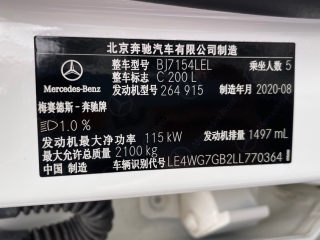 北京奔驰汽车有限公司制造
整车型号 BJ7154LEL 乘坐人数 5
整车标志 C 200 L
Mercedes-Benz 发动机型号 264 915 制造年月 2020-08
梅赛德斯-奔驰牌
1.0 %
发动机最大净功率 115 kW 发动机排量 1497 mL
最大允许总质量 2100 kg
中国 制造 车辆识别代号 LE4WG7GB2LL770364